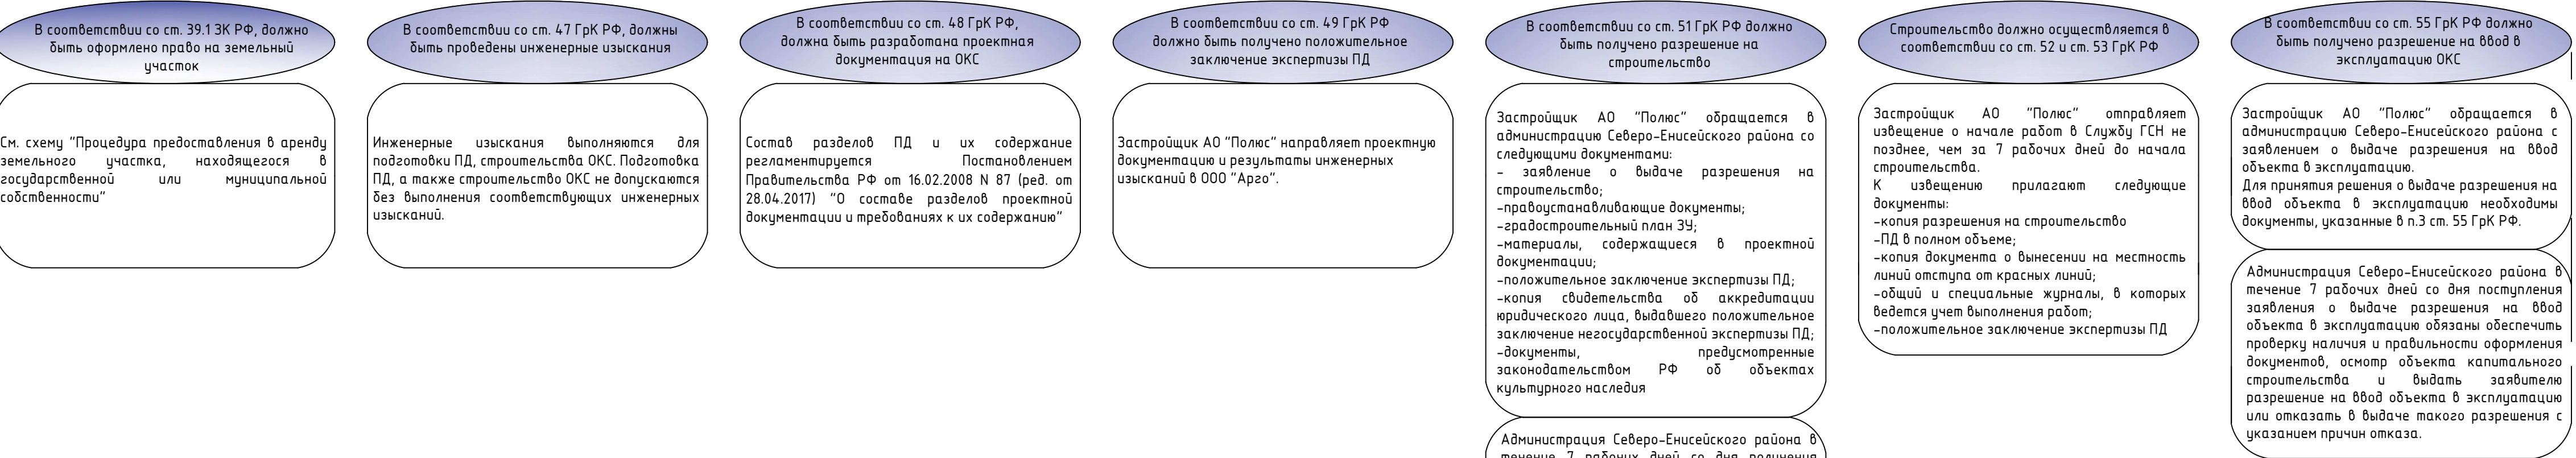 В соответствии со ст. 39.1 ЗК РФ, должно
быть оформлено право на земельный
участок
См. схему "Процедура предоставления в аренду
земельного участка, находящегося в
государственной или муниципальной
собственности"
В соответствии со ст. 47 ГрК РФ, должны
быть проведены инженерные изыскания
Инженерные изыскания выполняются для
подготовки ПД, строительства ОКС. Подготовка
ПД, а также строительство ОКС не допускаются
без выполнения соответствующих инженерных
изысканий.
В соответствии со ст. 48 ГрК РФ,
должна быть разработана проектная
документация на ОКС
Состав разделов ПД и их содержание
регламентируется Постановлением
Правительства РФ от 16.02.2008 N 87 (ред. от
28.04.2017) "О составе разделов проектной
документации и требованиях к их содержанию"
В соответствии со ст. 49 ГрК РФ
должно быть получено положительное
заключение экспертизы ПД
Застройщик АО "Полюс" направляет проектную
документацию и результаты инженерных
изысканий в ООО "Арго".
В соответствии со ст. 51 ГрК РФ должно
быть получено разрешение на
строительство
Застройщик АО "Полюс" обращается в
администрацию Северо-Енисейского района со
следующими документами:
- заявление о выдаче разрешения на
строительство;
-правоустанавливающие документы;
-градостроительный план ЗУ;
-материалы, содержащиеся в проектной
документации;
-положительное заключение экспертизы ПД;
-копия свидетельства об аккредитации
юридического лица, выдавшего положительное
заключение негосударственной экспертизы ПД;
-документы, предусмотренные
законодательством РФ об объектах
культурного наследия
Администрация Северо-Енисейского района в
течение 7 рабочих дней со дня получения
Строительство должно осуществляется в
соответствии со ст. 52 и ст. 53 ГрК РФ
Застройщик АО "Полюс" отправляет
извещение о начале работ в Службу ГСН не
позднее, чем за 7 рабочих дней до начала
строительства.
К извещению прилагают следующие
документы:
-копия разрешения на строительство
-ПД в полном объеме;
-копия документа о вынесении на местность
линий отступа от красных линий;
-общий и специальные журналы, в которых
ведется учет выполнения работ;
-положительное заключение экспертизы ПД
В соответствии со ст. 55 ГрК РФ должно
быть получено разрешение на ввод в
эксплуатацию ОКС
Застройщик АО "Полюс" обращается в
администрацию Северо-Енисейского района с
заявлением о выдаче разрешения на ввод
объекта в эксплуатацию.
Для принятия решения о выдаче разрешения на
ввод объекта в эксплуатацию необходимы
документы, указанные в п.3 ст. 55 ГрК РФ.
Администрация Северо-Енисейского района в
течение 7 рабочих дней со дня поступления
заявления о выдаче разрешения на ввод
объекта в эксплуатацию обязаны обеспечить
проверку наличия и правильности оформления
документов, осмотр объекта капитального
строительства и выдать заявителю
разрешение на ввод объекта в эксплуатацию
или отказать в выдаче такого разрешения с
указанием причин отказа.